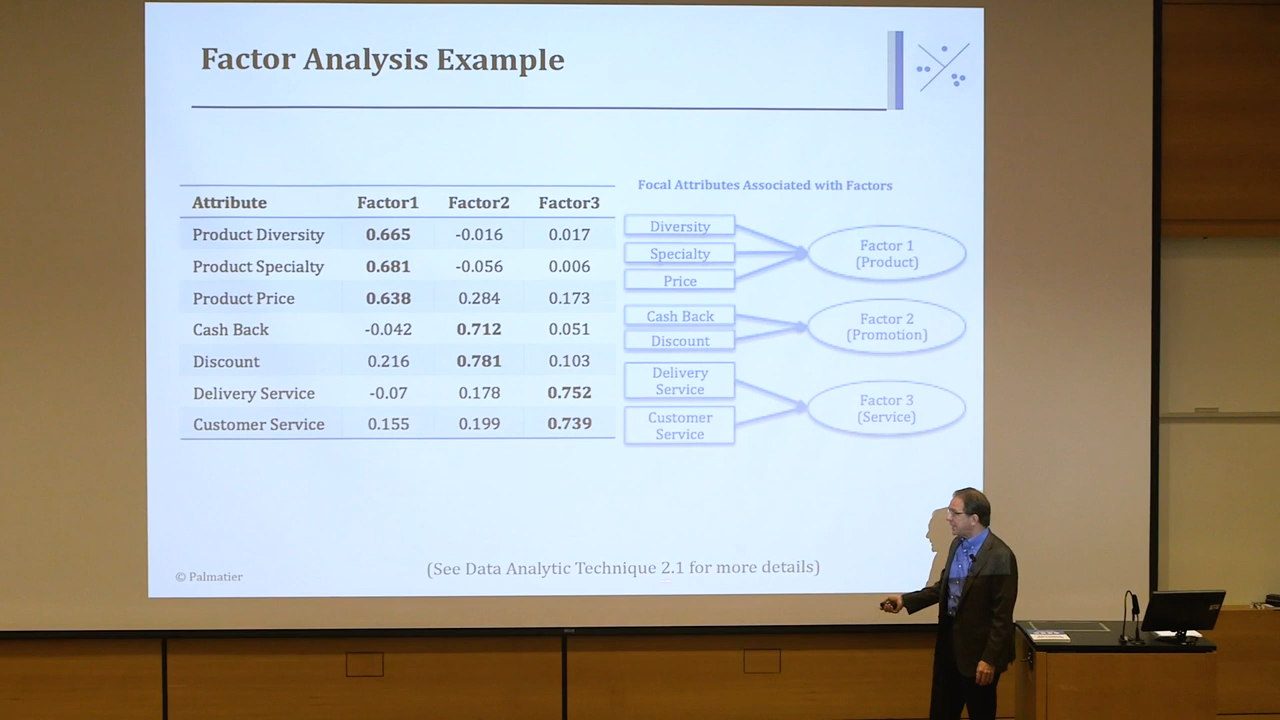 Factor Analysis Example
Attribute Factor1 Factor2 Factor3
Product Diversity 0.665 -0.016 0.017
Product Specialty 0.681 -0.056 0.006
Product Price 0.638 0.284 0.173
Cash Back -0.042 0.712 0.051
Discount 0.216 0.781 0.103
Delivery Service -0.07 0.178 0.752
Customer Service 0.155 0.199 0.739
Focal Attributes Associated with Factors
Diversity
Specialty
Price
Factor 1
(Product)
Cash Back
Discount
Factor 2
(Promotion)
Delivery
Service
Customer
Service
Factor 3
(Service)
(See Data Analytic Technique 2.1 for more details)
© Palmatier